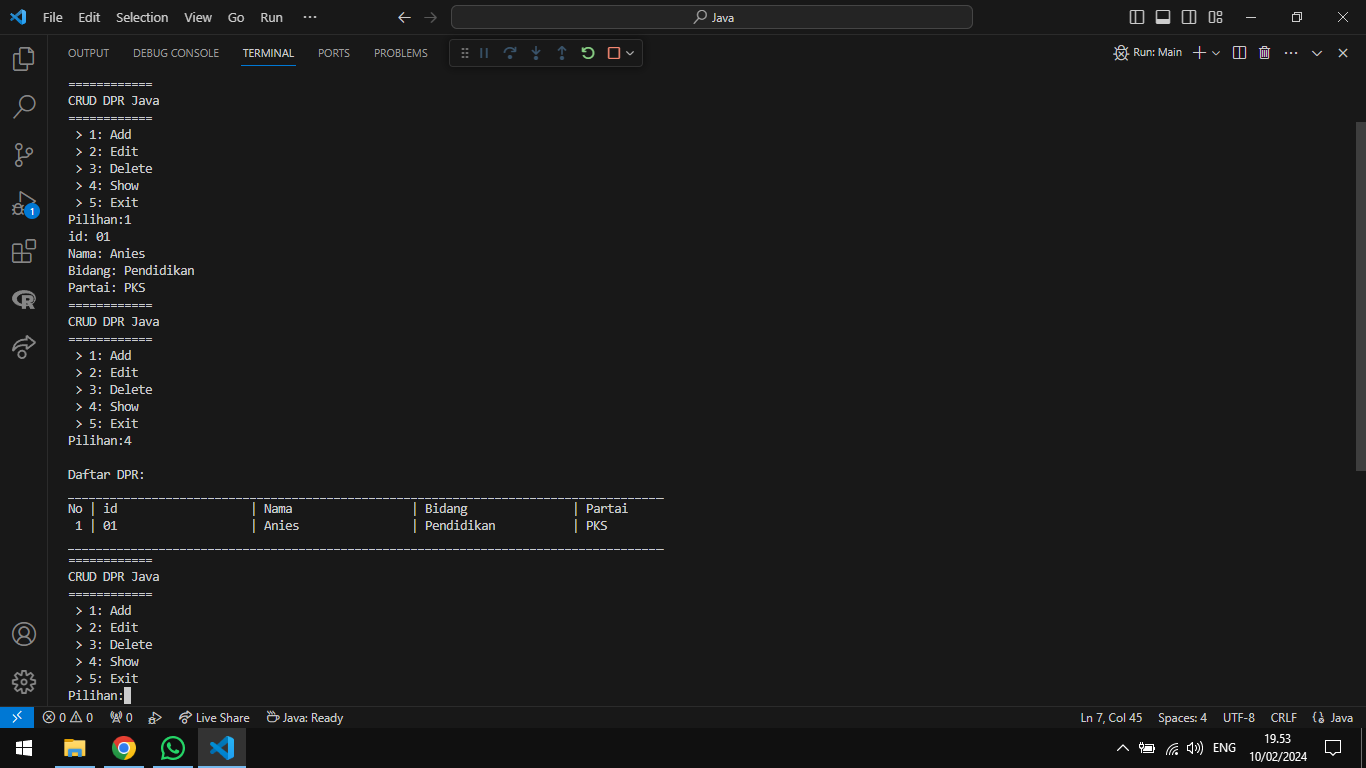 File Edit Selection View Go Run ··· Java
OUTPUT DEBUG CONSOLE TERMINAL PORTS PROBLEMS Run: Main
============
CRUD DPR Java
============
> 1: Add
> 2: Edit
> 3: Delete
> 4: Show
> 5: Exit
Pilihan:1
id: 01
Nama: Anies
Bidang: Pendidikan
Partai: PKS
============
CRUD DPR Java
============
> 1: Add
> 2: Edit
> 3: Delete
> 4: Show
> 5: Exit
Pilihan:4
Daftar DPR:
No | id | Nama | Bidang | Partai
1 | 01 | Anies | Pendidikan | PKS
============
CRUD DPR Java
============
> 1: Add
> 2: Edit
> 3: Delete
> 4: Show
> 5: Exit
Pilihan:
1
0 0 0 Live Share Java: Ready Ln 7, Col 45 Spaces: 4 UTF-8 CRLF Java
ENG 19.53
10/02/2024